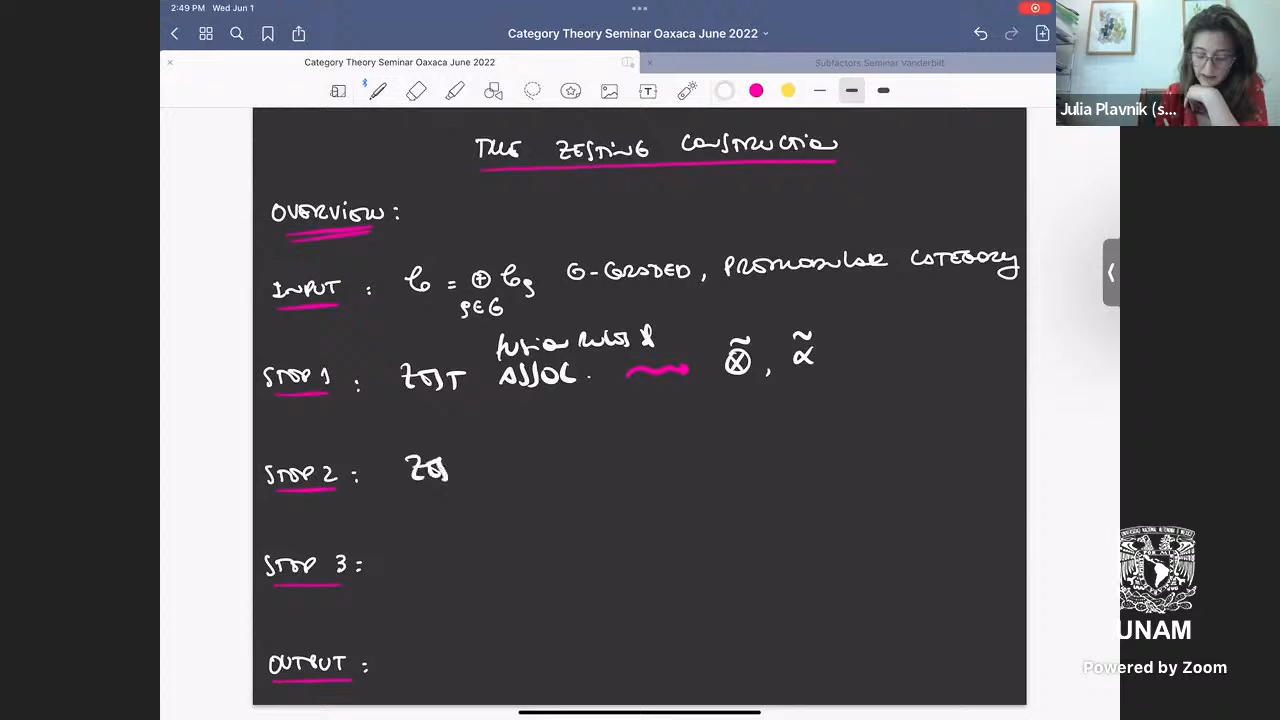 2:49 PM Wed Jun 1
Category Theory Seminar Oaxaca June 2022
Category Theory Seminar Oaxaca June 2022
Subfactors Seminar Vanderbilt
Julia Plavnik (s...
THE ZESTING CONSTRUCTION
OVERVIEW:
INPUT: 𝒞 = ⊕ 𝒞g G-GRADED, PREMODULAR CATEGORY
g∈G
fusion rules &
STEP 1: ZEST ASSOC. ⊗̃, α̃
STEP 2: ZES
STEP 3:
OUTPUT:
UNAM
Powered by Zoom